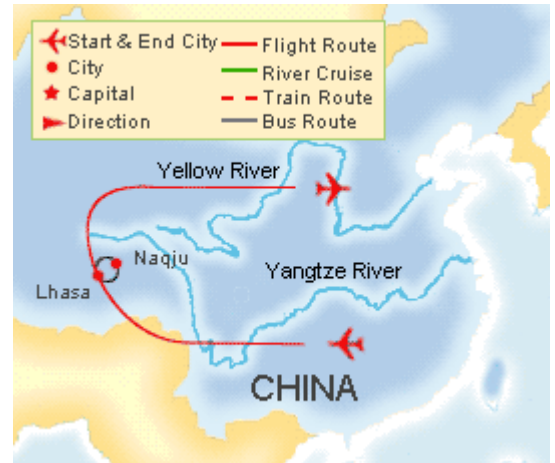 Start & End City
City
Capital
Direction
Flight Route
River Cruise
Train Route
Bus Route
Yellow River
Naqju
Lhasa
Yangtze River
CHINA